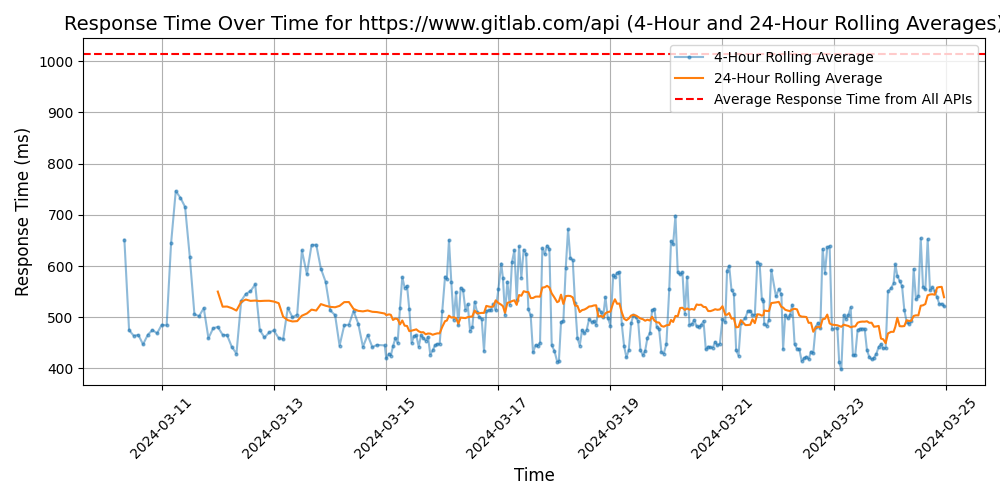 Response Time Over Time for https://www.gitlab.com/api (4-Hour and 24-Hour Rolling Averages)
4-Hour Rolling Average
24-Hour Rolling Average
Average Response Time from All APIs
Response Time (ms)
1000
900
800
700
600
500
400
2024-03-11
2024-03-13
2024-03-15
2024-03-17
2024-03-19
2024-03-21
2024-03-23
2024-03-25
Time